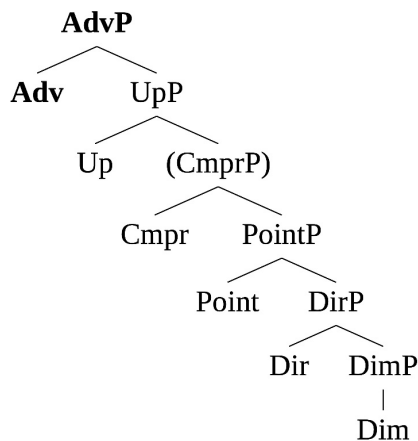 AdvP
Adv UpP
Up (CmprP)
Cmpr PointP
Point DirP
Dir DimP
Dim